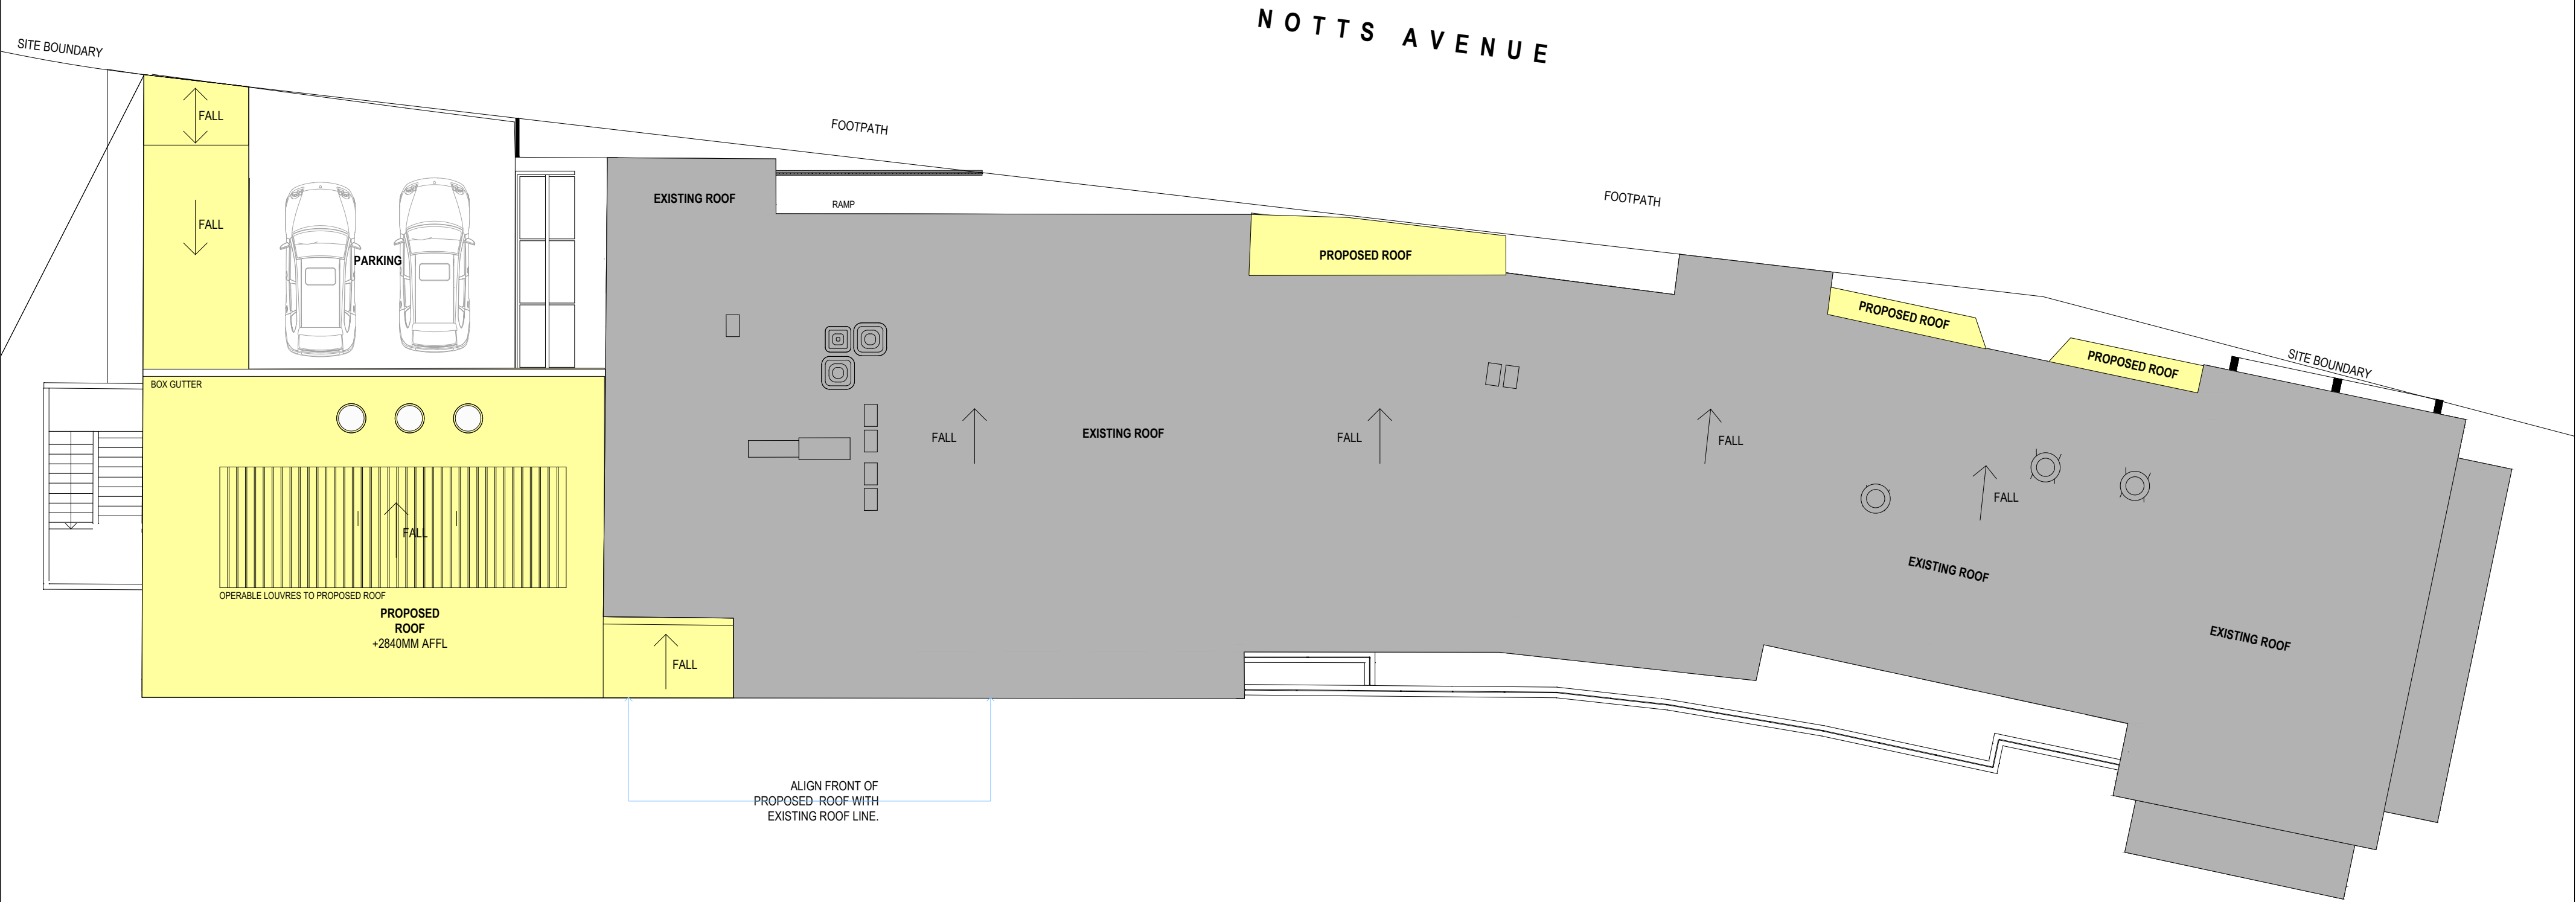 NOTTS AVENUE
SITE BOUNDARY
FALL
FOOTPATH
FOOTPATH
EXISTING ROOF
RAMP
FALL
PARKING
PROPOSED ROOF
PROPOSED ROOF
PROPOSED ROOF
SITE BOUNDARY
BOX GUTTER
FALL
EXISTING ROOF
FALL
FALL
FALL
FALL
OPERABLE LOUVRES TO PROPOSED ROOF
PROPOSED
ROOF
+2840MM AFFL
EXISTING ROOF
EXISTING ROOF
FALL
ALIGN FRONT OF
PROPOSED ROOF WITH
EXISTING ROOF LINE.